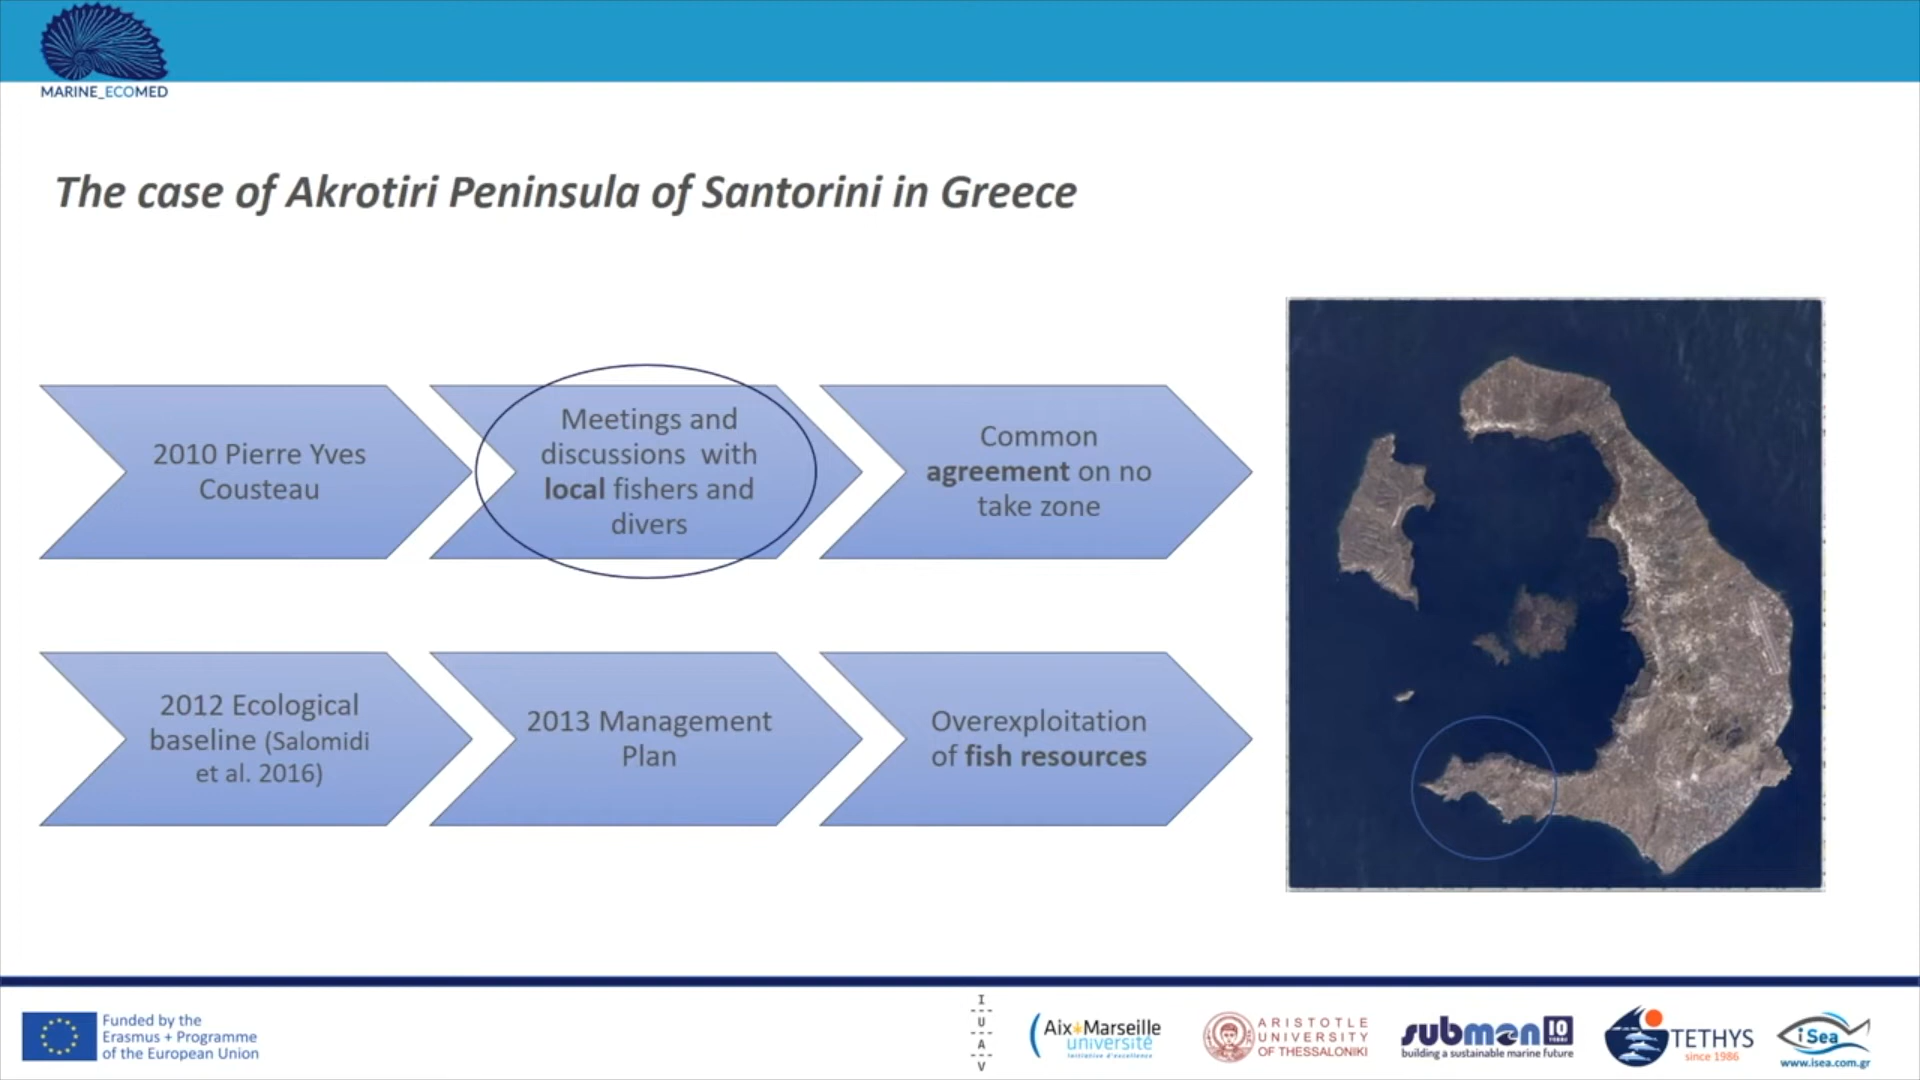 MARINE_ECOMED
The case of Akrotiri Peninsula of Santorini in Greece
2010 Pierre Yves
Cousteau
Meetings and
discussions with
local fishers and
divers
Common
agreement on no
take zone
2012 Ecological
baseline (Salomidi
et al. 2016)
2013 Management
Plan
Overexploitation
of fish resources
Funded by the
Erasmus + Programme
of the European Union
I
U
A
V
Aix*Marseille
université
Initiative d'excellence
ARISTOTLE
UNIVERSITY
OF THESSALONIKI
submon 10
YEARS
building a sustainable marine future
TETHYS
since 1986
iSea
www.isea.com.gr